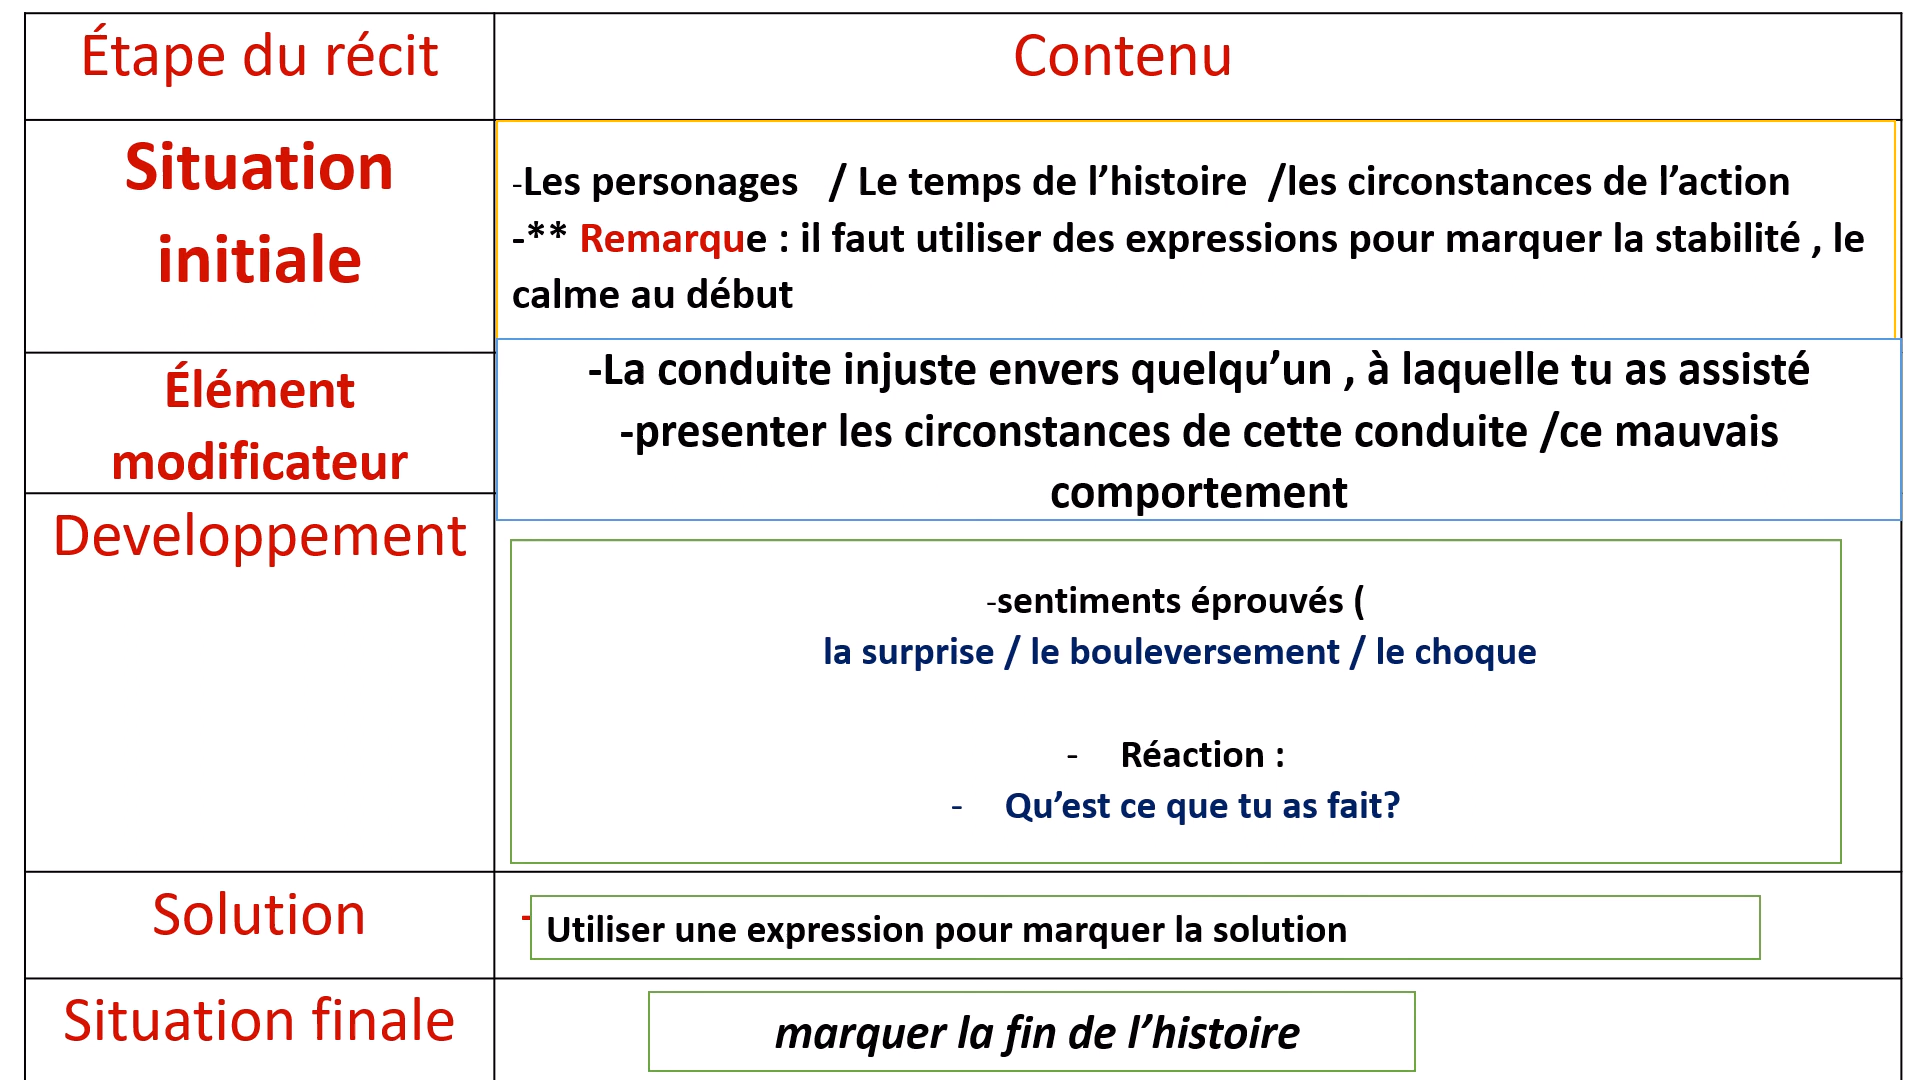 Étape du récit
Contenu
Situation
initiale
-Les personages / Le temps de l’histoire /les circonstances de l’action
-** Remarque : il faut utiliser des expressions pour marquer la stabilité , le
calme au début
Élément
modificateur
-La conduite injuste envers quelqu’un , à laquelle tu as assisté
-presenter les circonstances de cette conduite /ce mauvais
comportement
Developpement
-sentiments éprouvés (
la surprise / le bouleversement / le choque
- Réaction :
- Qu’est ce que tu as fait?
Solution
-
Utiliser une expression pour marquer la solution
Situation finale
marquer la fin de l’histoire